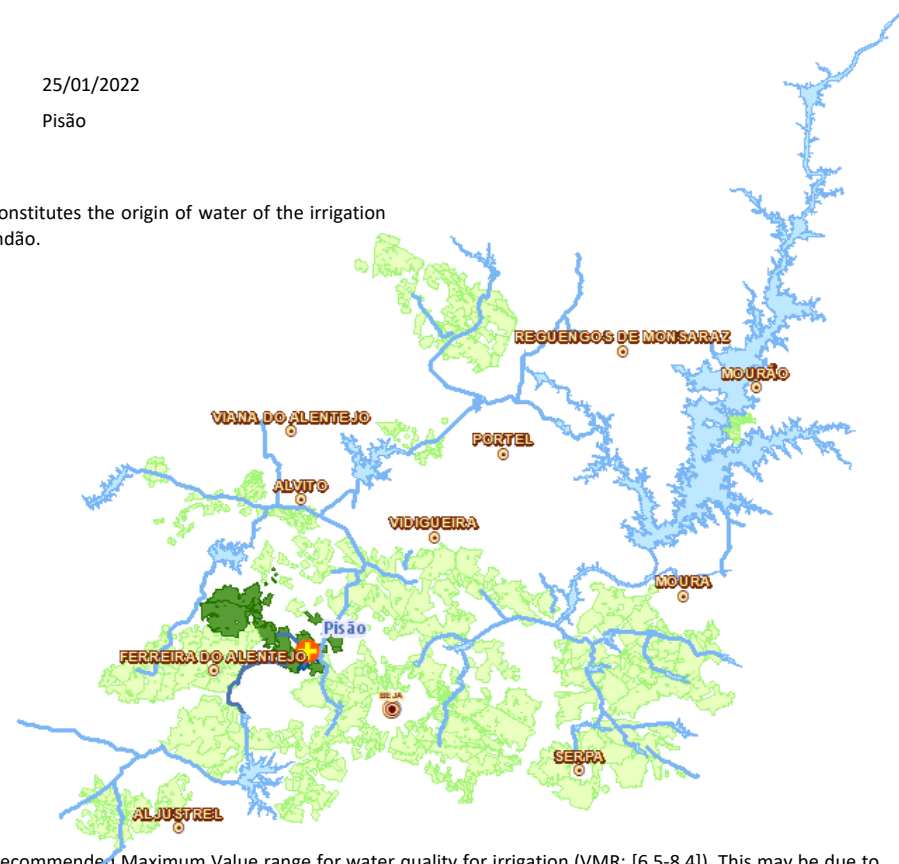 25/01/2022
Pisão
onstitutes the origin of water of the irrigation
ndão.
REGUENGOS DE MONSARAZ
MOURÃO
VIANA DO ALENTEJO
PORTEL
ALVITO
VIDIGUEIRA
MOURA
Pisão
FERREIRA DO ALENTEJO
BEJA
SERPA
ALJUSTREL
ecommended Maximum Value range for water quality for irrigation (VMR: [6,5-8,4]). This may be due to